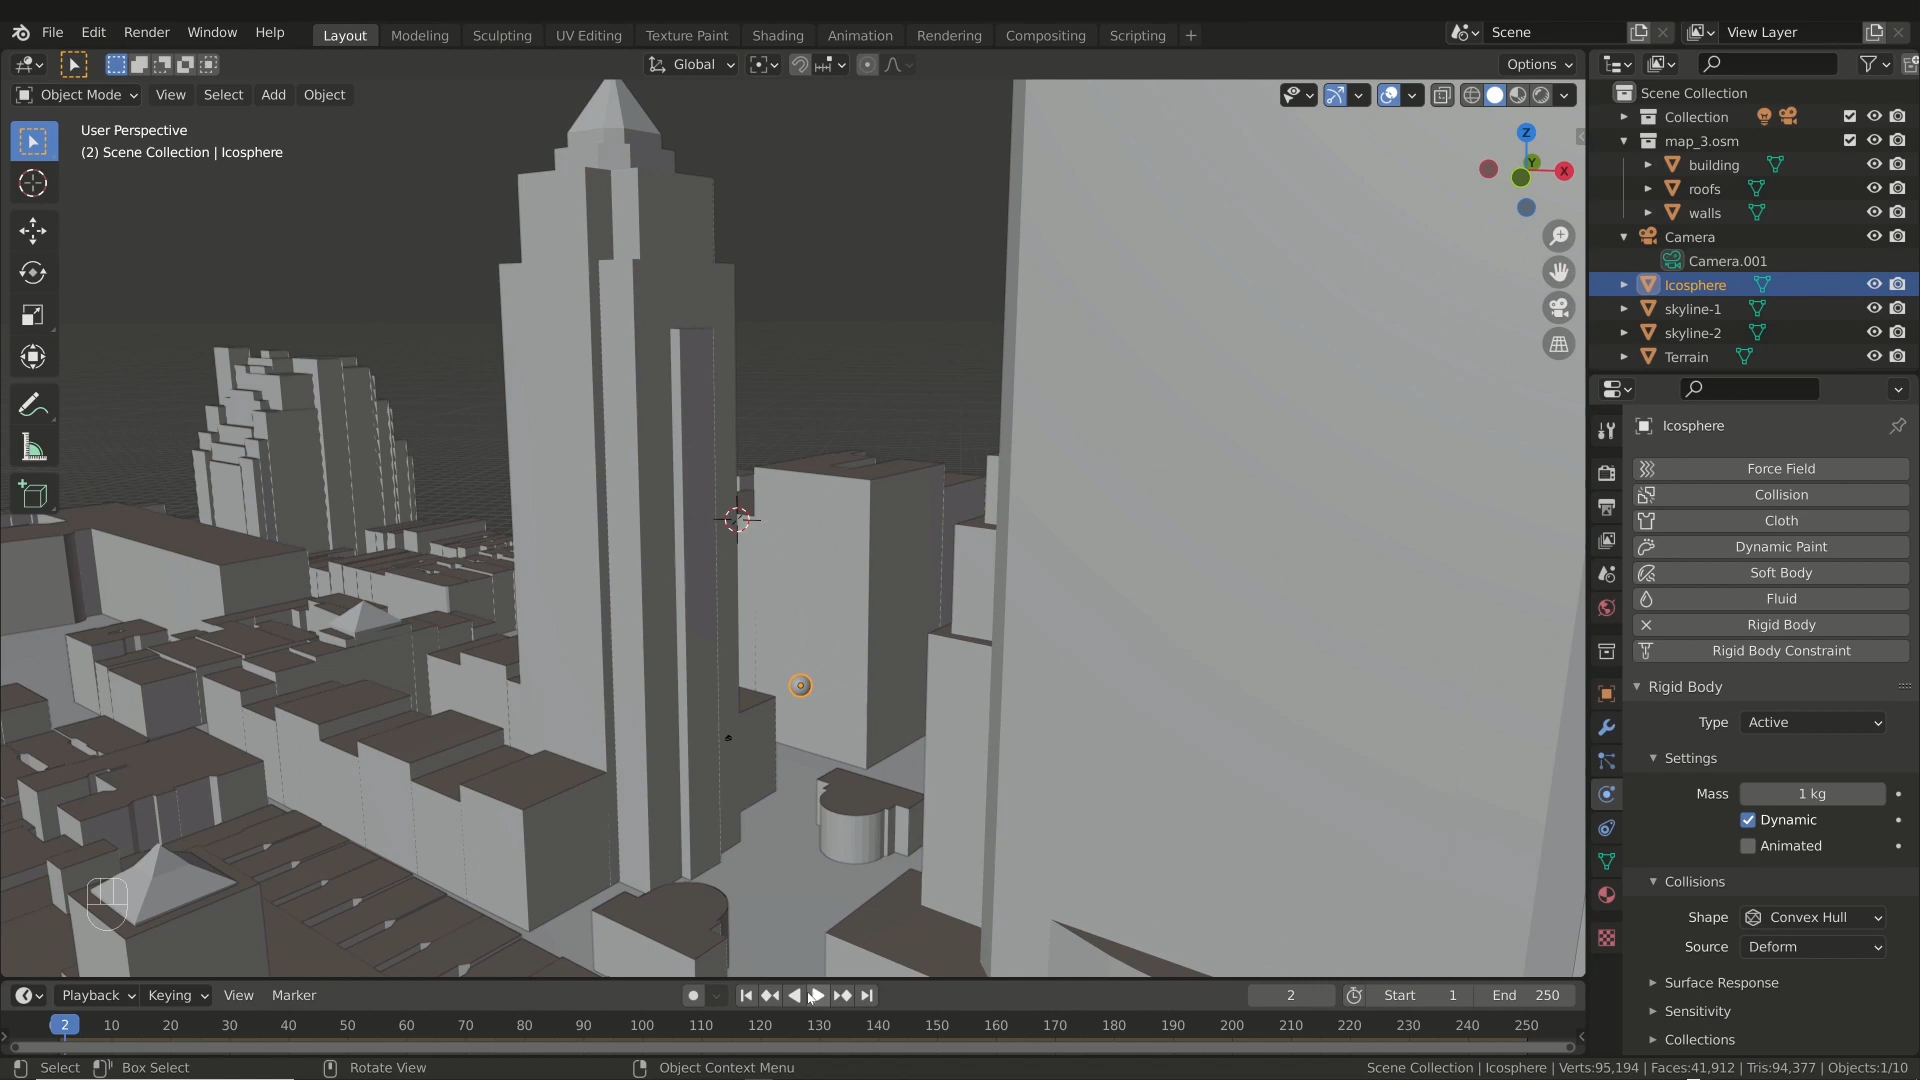 File Edit Render Window Help
Layout Modeling Sculpting UV Editing Texture Paint Shading Animation Rendering Compositing Scripting +
Scene
View Layer
Global
Options
Object Mode View Select Add Object
User Perspective
(2) Scene Collection | Icosphere
Z
Y
X
Scene Collection
Collection
map_3.osm
building
roofs
walls
Camera
Camera.001
Icosphere
skyline-1
skyline-2
Terrain
Icosphere
Force Field
Collision
Cloth
Dynamic Paint
Soft Body
Fluid
Rigid Body
Rigid Body Constraint
Rigid Body
Type Active
Settings
Mass 1 kg
Dynamic
Animated
Collisions
Shape Convex Hull
Source Deform
Surface Response
Sensitivity
Collections
Playback Keying View Marker
2
Start 1
End 250
2 10 20 30 40 50 60 70 80 90 100 110 120 130 140 150 160 170 180 190 200 210 220 230 240 250
Select Box Select Rotate View Object Context Menu
Scene Collection | Icosphere | Verts:95,194 | Faces:41,912 | Tris:94,377 | Objects:1/10